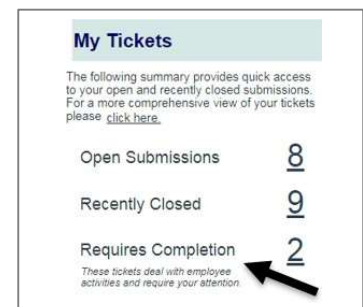 My Tickets
The following summary provides quick access
to your open and recently closed submissions.
For a more comprehensive view of your tickets
please click here.
Open Submissions 8
Recently Closed 9
Requires Completion 2
These tickets deal with employee
activities and require your attention.